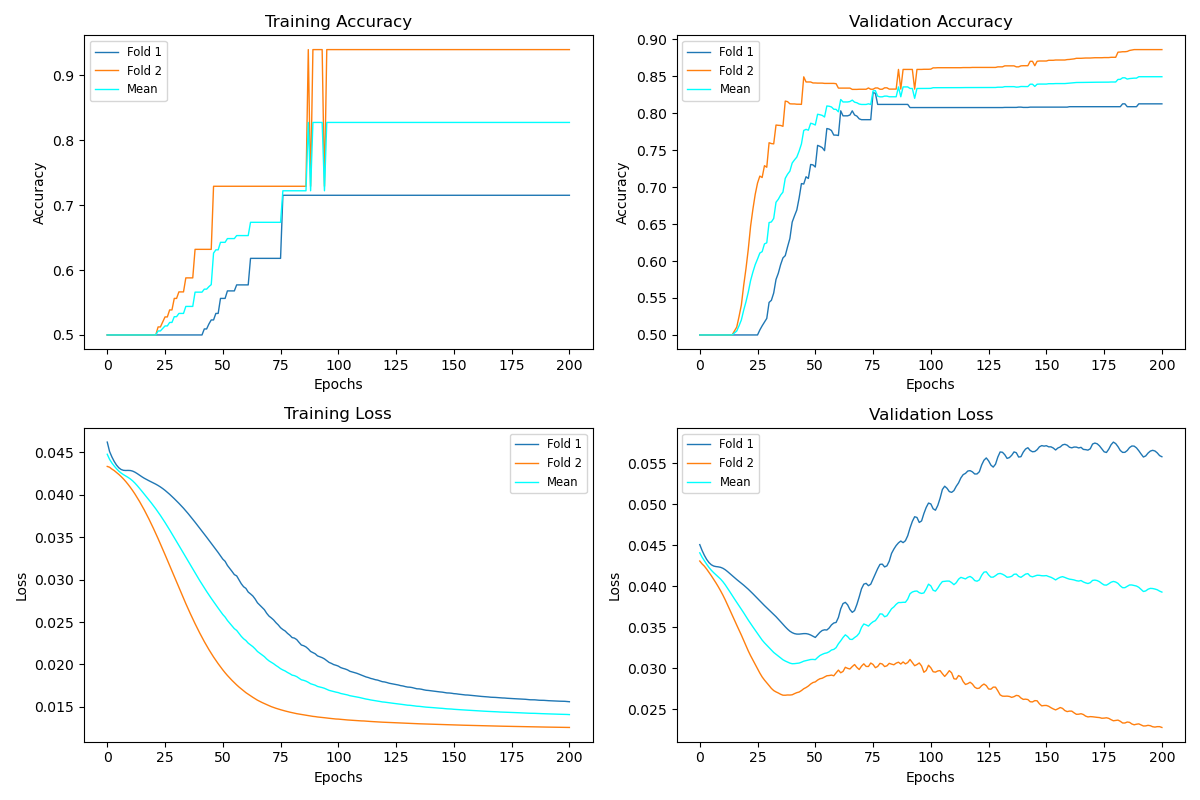 Training Accuracy
Fold 1
Fold 2
Mean
Accuracy
0.9
0.8
0.7
0.6
0.5
0 25 50 75 100 125 150 175 200
Epochs
Validation Accuracy
Fold 1
Fold 2
Mean
Accuracy
0.90
0.85
0.80
0.75
0.70
0.65
0.60
0.55
0.50
0 25 50 75 100 125 150 175 200
Epochs
Training Loss
Fold 1
Fold 2
Mean
Loss
0.045
0.040
0.035
0.030
0.025
0.020
0.015
0 25 50 75 100 125 150 175 200
Epochs
Validation Loss
Fold 1
Fold 2
Mean
Loss
0.055
0.050
0.045
0.040
0.035
0.030
0.025
0 25 50 75 100 125 150 175 200
Epochs